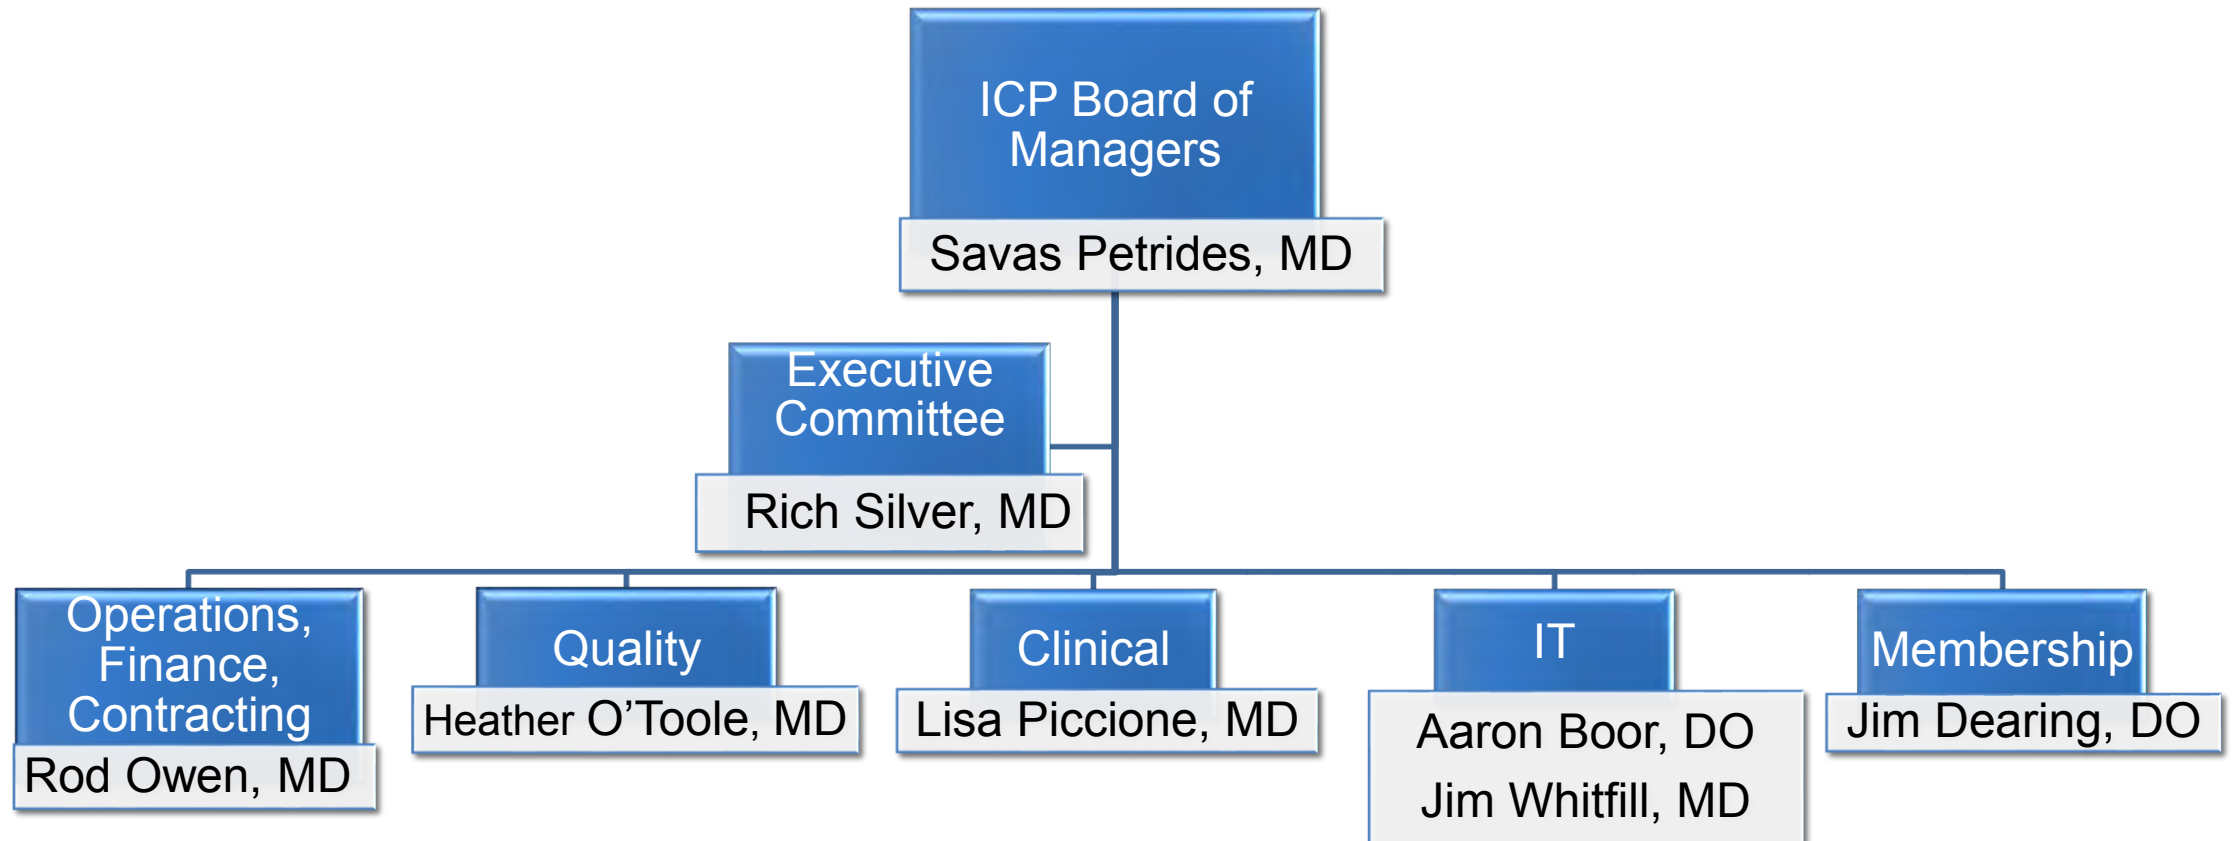 ICP Board of
Managers
Savas Petrides, MD
Executive
Committee
Rich Silver, MD
Operations,
Finance,
Contracting
Rod Owen, MD
Quality
Heather O’Toole, MD
Clinical
Lisa Piccione, MD
IT
Aaron Boor, DO
Jim Whitfill, MD
Membership
Jim Dearing, DO